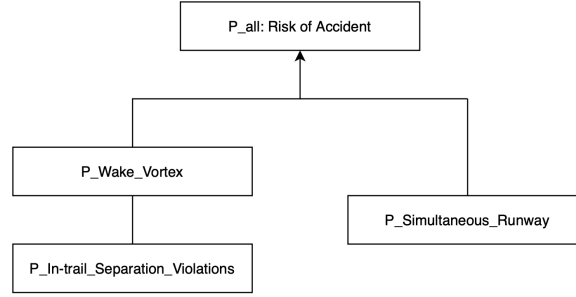 P_all: Risk of Accident
P_Wake_Vortex
P_Simultaneous_Runway
P_In-trail_Separation_Violations